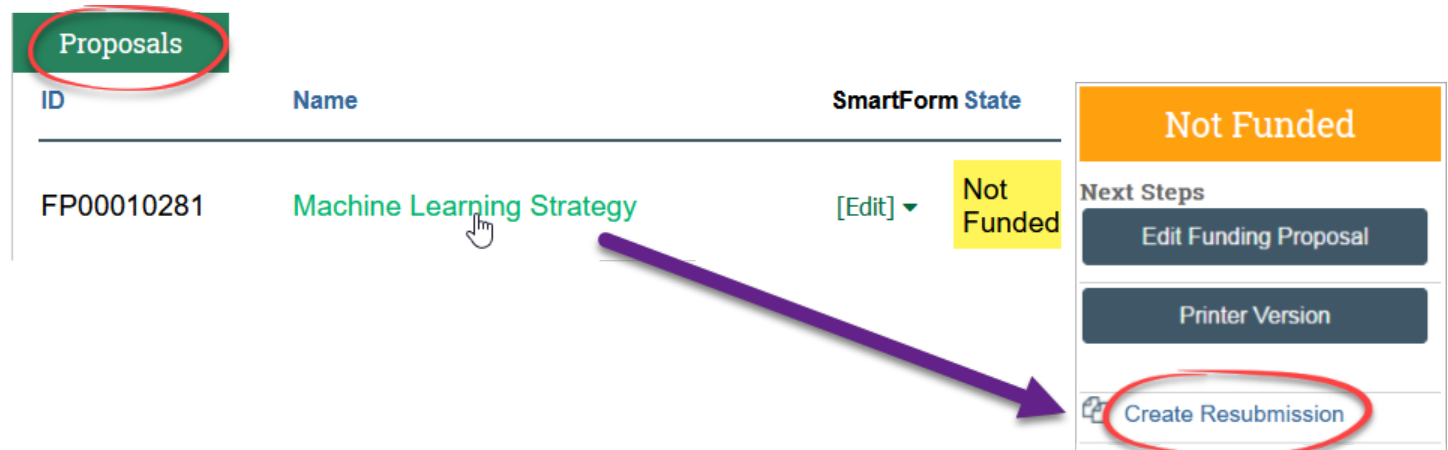 Proposals
ID Name SmartForm State
FP00010281 Machine Learning Strategy [Edit] Not Funded
Not Funded
Next Steps
Edit Funding Proposal
Printer Version
Create Resubmission